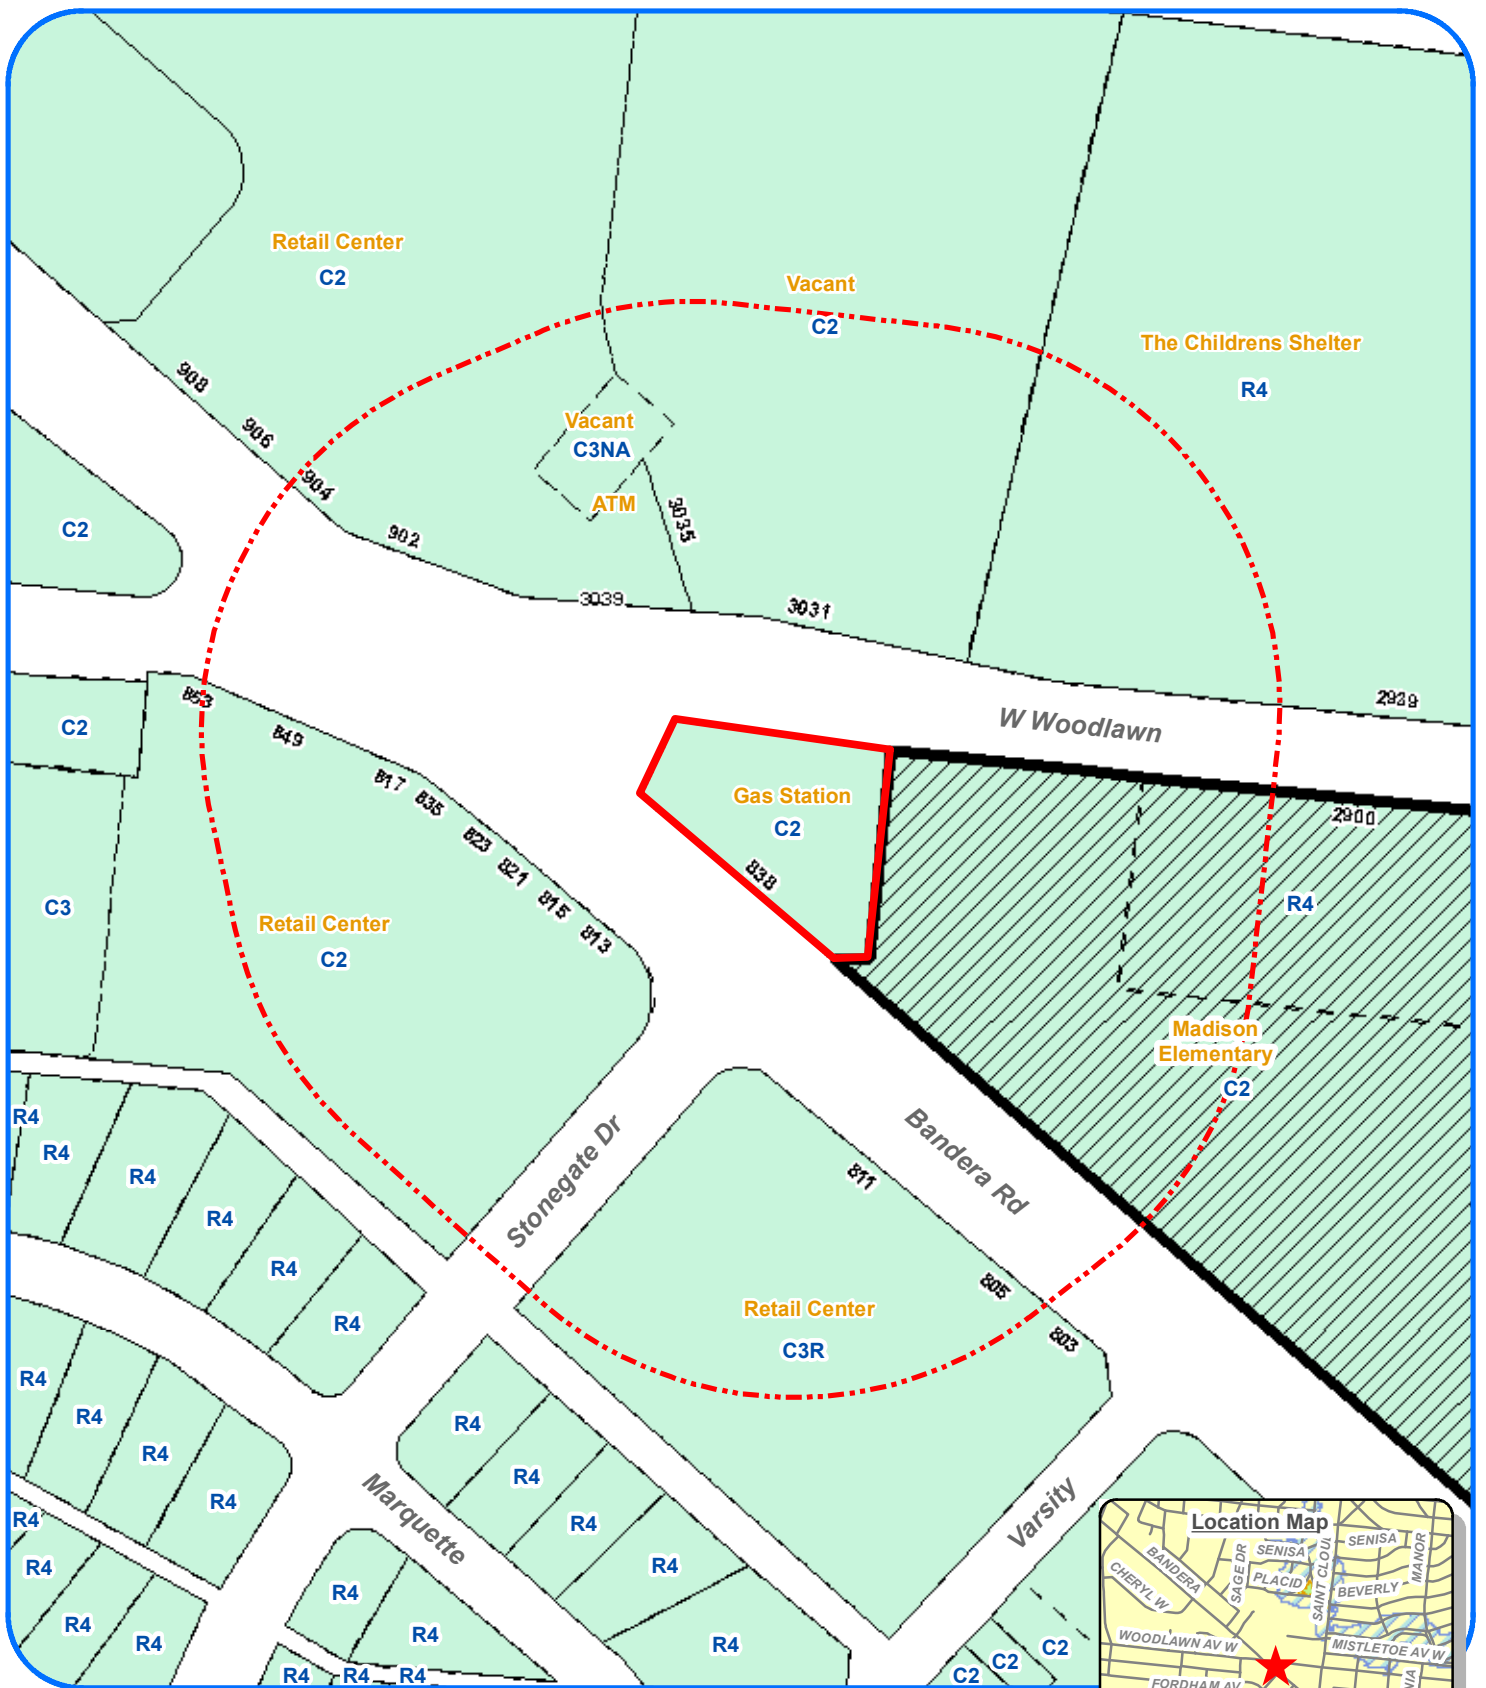 Retail Center
C2
Vacant
C2
The Childrens Shelter
R4
908
906
904
902
Vacant
C3NA
ATM
3035
C2
3039
3031
2939
853
849
817
835
823
821
815
813
C2
C3
W Woodlawn
Gas Station
C2
838
2900
R4
Retail Center
C2
Madison
Elementary
C2
Stonegate Dr
Bandera Rd
811
805
803
Retail Center
C3R
R4
R4
R4
R4
R4
R4
R4
R4
R4
R4
R4
R4
R4
R4
Marquette
Varsity
R4
R4
R4
R4
R4
R4
R4
R4
R4
R4
C2
C2
C2
Location Map
SENISA
SENISA
BANDERA
SAGE DR
PLACID
SAINT CLOUD
BEVERLY
MANOR
CHERYL W
WOODLAWN AV W
MISTLETOE AV W
FORDHAM AV